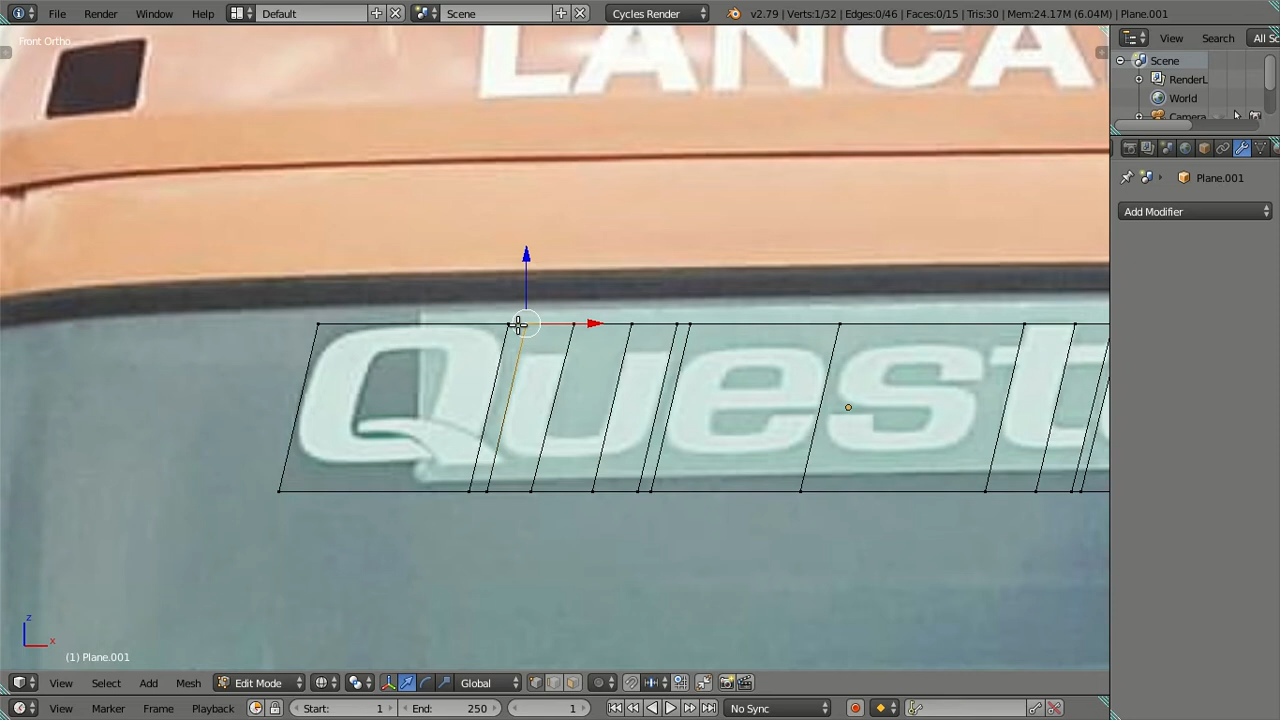 File Render Window Help Default Scene Cycles Render v2.79 | Verts:1/32 | Edges:0/46 | Faces:0/15 | Tris:30 | Mem:24.17M (6.04M) | Plane.001
Front Ortho
LANCA
View Search All Sc
Scene
RenderL
World
Camera
Plane.001
Add Modifier
Quest
z
x
(1) Plane.001
View Select Add Mesh Edit Mode Global
View Marker Frame Playback Start: 1 End: 250 1 No Sync